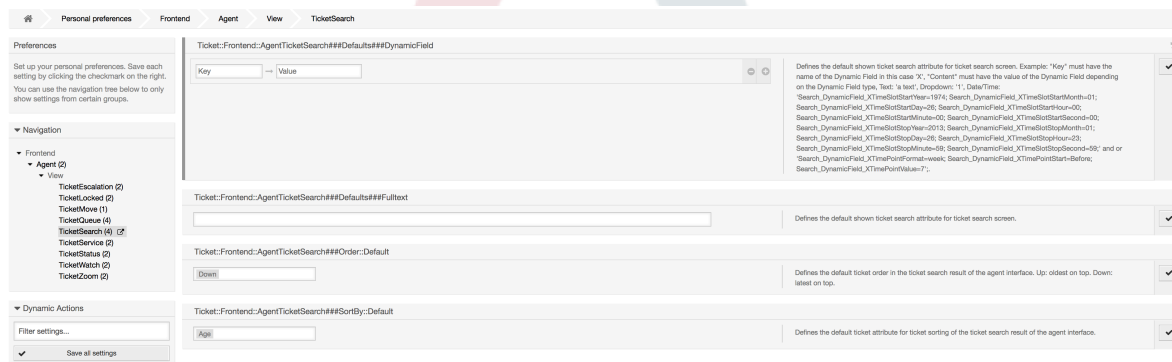 Personal preferences Frontend Agent View TicketSearch
Preferences
Set up your personal preferences. Save each
setting by clicking the checkmark on the right.
You can use the navigation tree below to only
show settings from certain groups.
Navigation
Frontend
Agent (2)
View
TicketEscalation (2)
TicketLocked (2)
TicketMove (1)
TicketQueue (4)
TicketSearch (4)
TicketService (2)
TicketStatus (2)
TicketWatch (2)
TicketZoom (2)
Dynamic Actions
Filter settings...
Save all settings
Ticket::Frontend::AgentTicketSearch###Defaults###DynamicField
Key → Value
Defines the default shown ticket search attribute for ticket search screen. Example: "Key" must have the
name of the Dynamic Field in this case 'X', "Content" must have the value of the Dynamic Field depending
on the Dynamic Field type, Text: 'a text', Dropdown: '1', Date/Time:
'Search_DynamicField_XTimeSlotStartYear=1974; Search_DynamicField_XTimeSlotStartMonth=01;
Search_DynamicField_XTimeSlotStartDay=26; Search_DynamicField_XTimeSlotStartHour=00;
Search_DynamicField_XTimeSlotStartMinute=00; Search_DynamicField_XTimeSlotStartSecond=00;
Search_DynamicField_XTimeSlotStopYear=2013; Search_DynamicField_XTimeSlotStopMonth=01;
Search_DynamicField_XTimeSlotStopDay=26; Search_DynamicField_XTimeSlotStopHour=23;
Search_DynamicField_XTimeSlotStopMinute=59; Search_DynamicField_XTimeSlotStopSecond=59;' and or
'Search_DynamicField_XTimePointFormat=week; Search_DynamicField_XTimePointStart=Before;
Search_DynamicField_XTimePointValue=7';.
Ticket::Frontend::AgentTicketSearch###Defaults###Fulltext
Defines the default shown ticket search attribute for ticket search screen.
Ticket::Frontend::AgentTicketSearch###Order::Default
Down
Defines the default ticket order in the ticket search result of the agent interface. Up: oldest on top. Down:
latest on top.
Ticket::Frontend::AgentTicketSearch###SortBy::Default
Age
Defines the default ticket attribute for ticket sorting of the ticket search result of the agent interface.